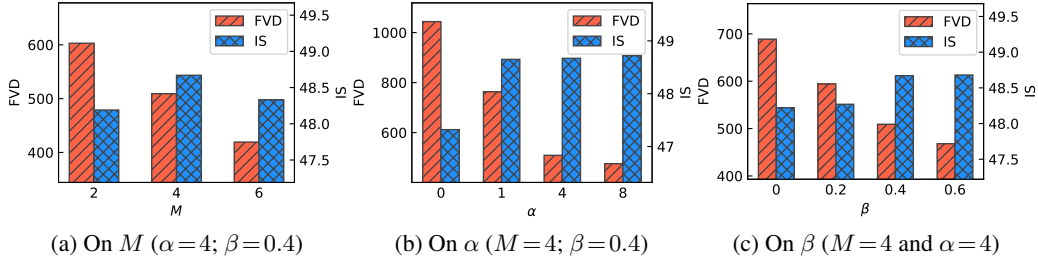 FVD
IS
600
500
400
FVD
49.5
49.0
48.5
48.0
47.5
IS
2 4 6
M
(a) On M (α=4; β=0.4)
FVD
IS
1000
800
600
FVD
49
48
47
IS
0 1 4 8
α
(b) On α (M=4; β=0.4)
FVD
IS
700
600
500
400
FVD
49.5
49.0
48.5
48.0
47.5
IS
0 0.2 0.4 0.6
β
(c) On β (M=4 and α=4)